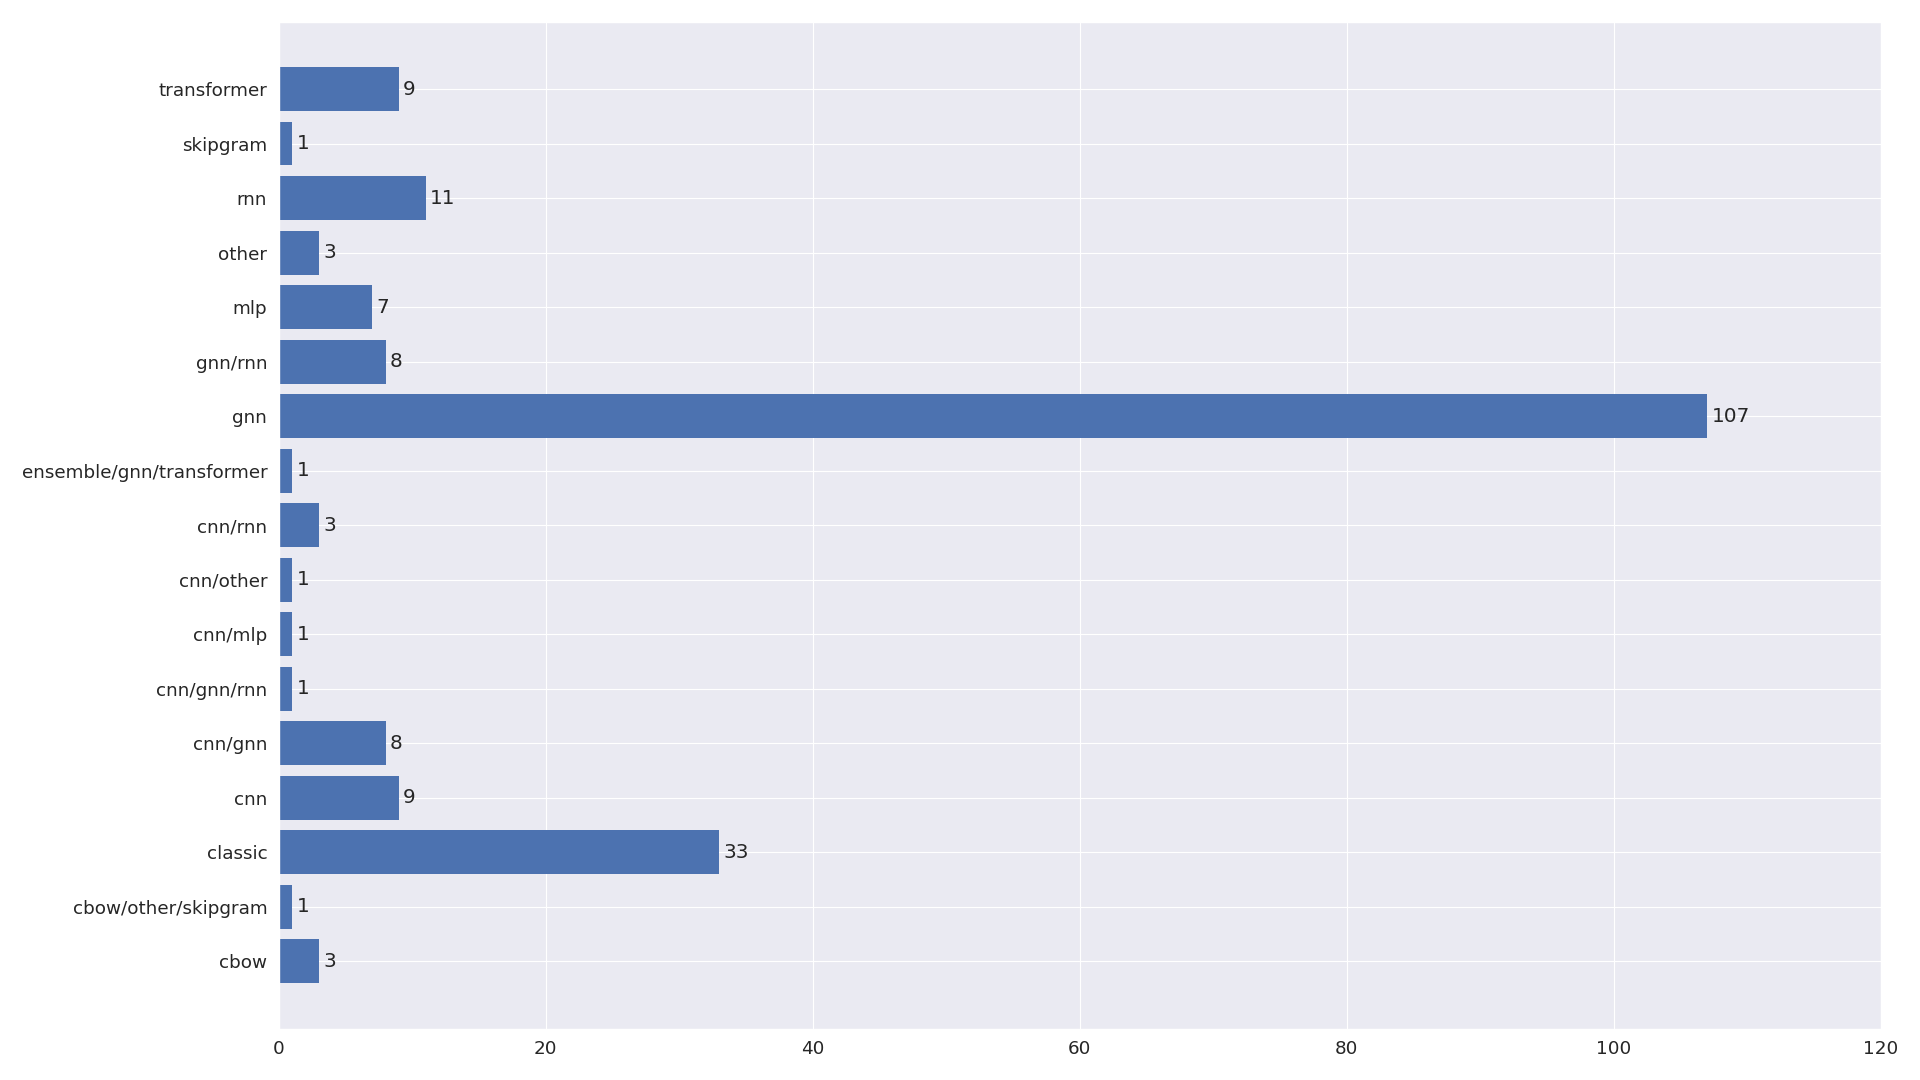 transformer 9
skipgram 1
rnn 11
other 3
mlp 7
gnn/rnn 8
gnn 107
ensemble/gnn/transformer 1
cnn/rnn 3
cnn/other 1
cnn/mlp 1
cnn/gnn/rnn 1
cnn/gnn 8
cnn 9
classic 33
cbow/other/skipgram 1
cbow 3
0 20 40 60 80 100 120